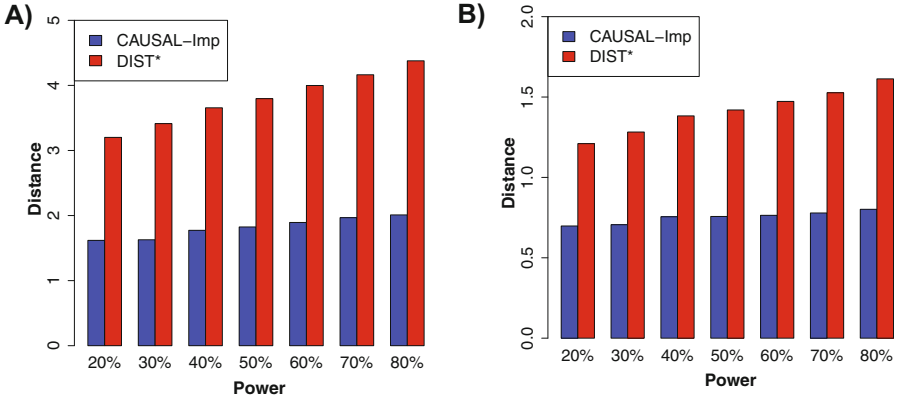 A)
CAUSAL–Imp
DIST*
Distance
5
4
3
2
1
0
20% 30% 40% 50% 60% 70% 80%
Power
B)
CAUSAL–Imp
DIST*
Distance
2.0
1.5
1.0
0.5
0.0
20% 30% 40% 50% 60% 70% 80%
Power